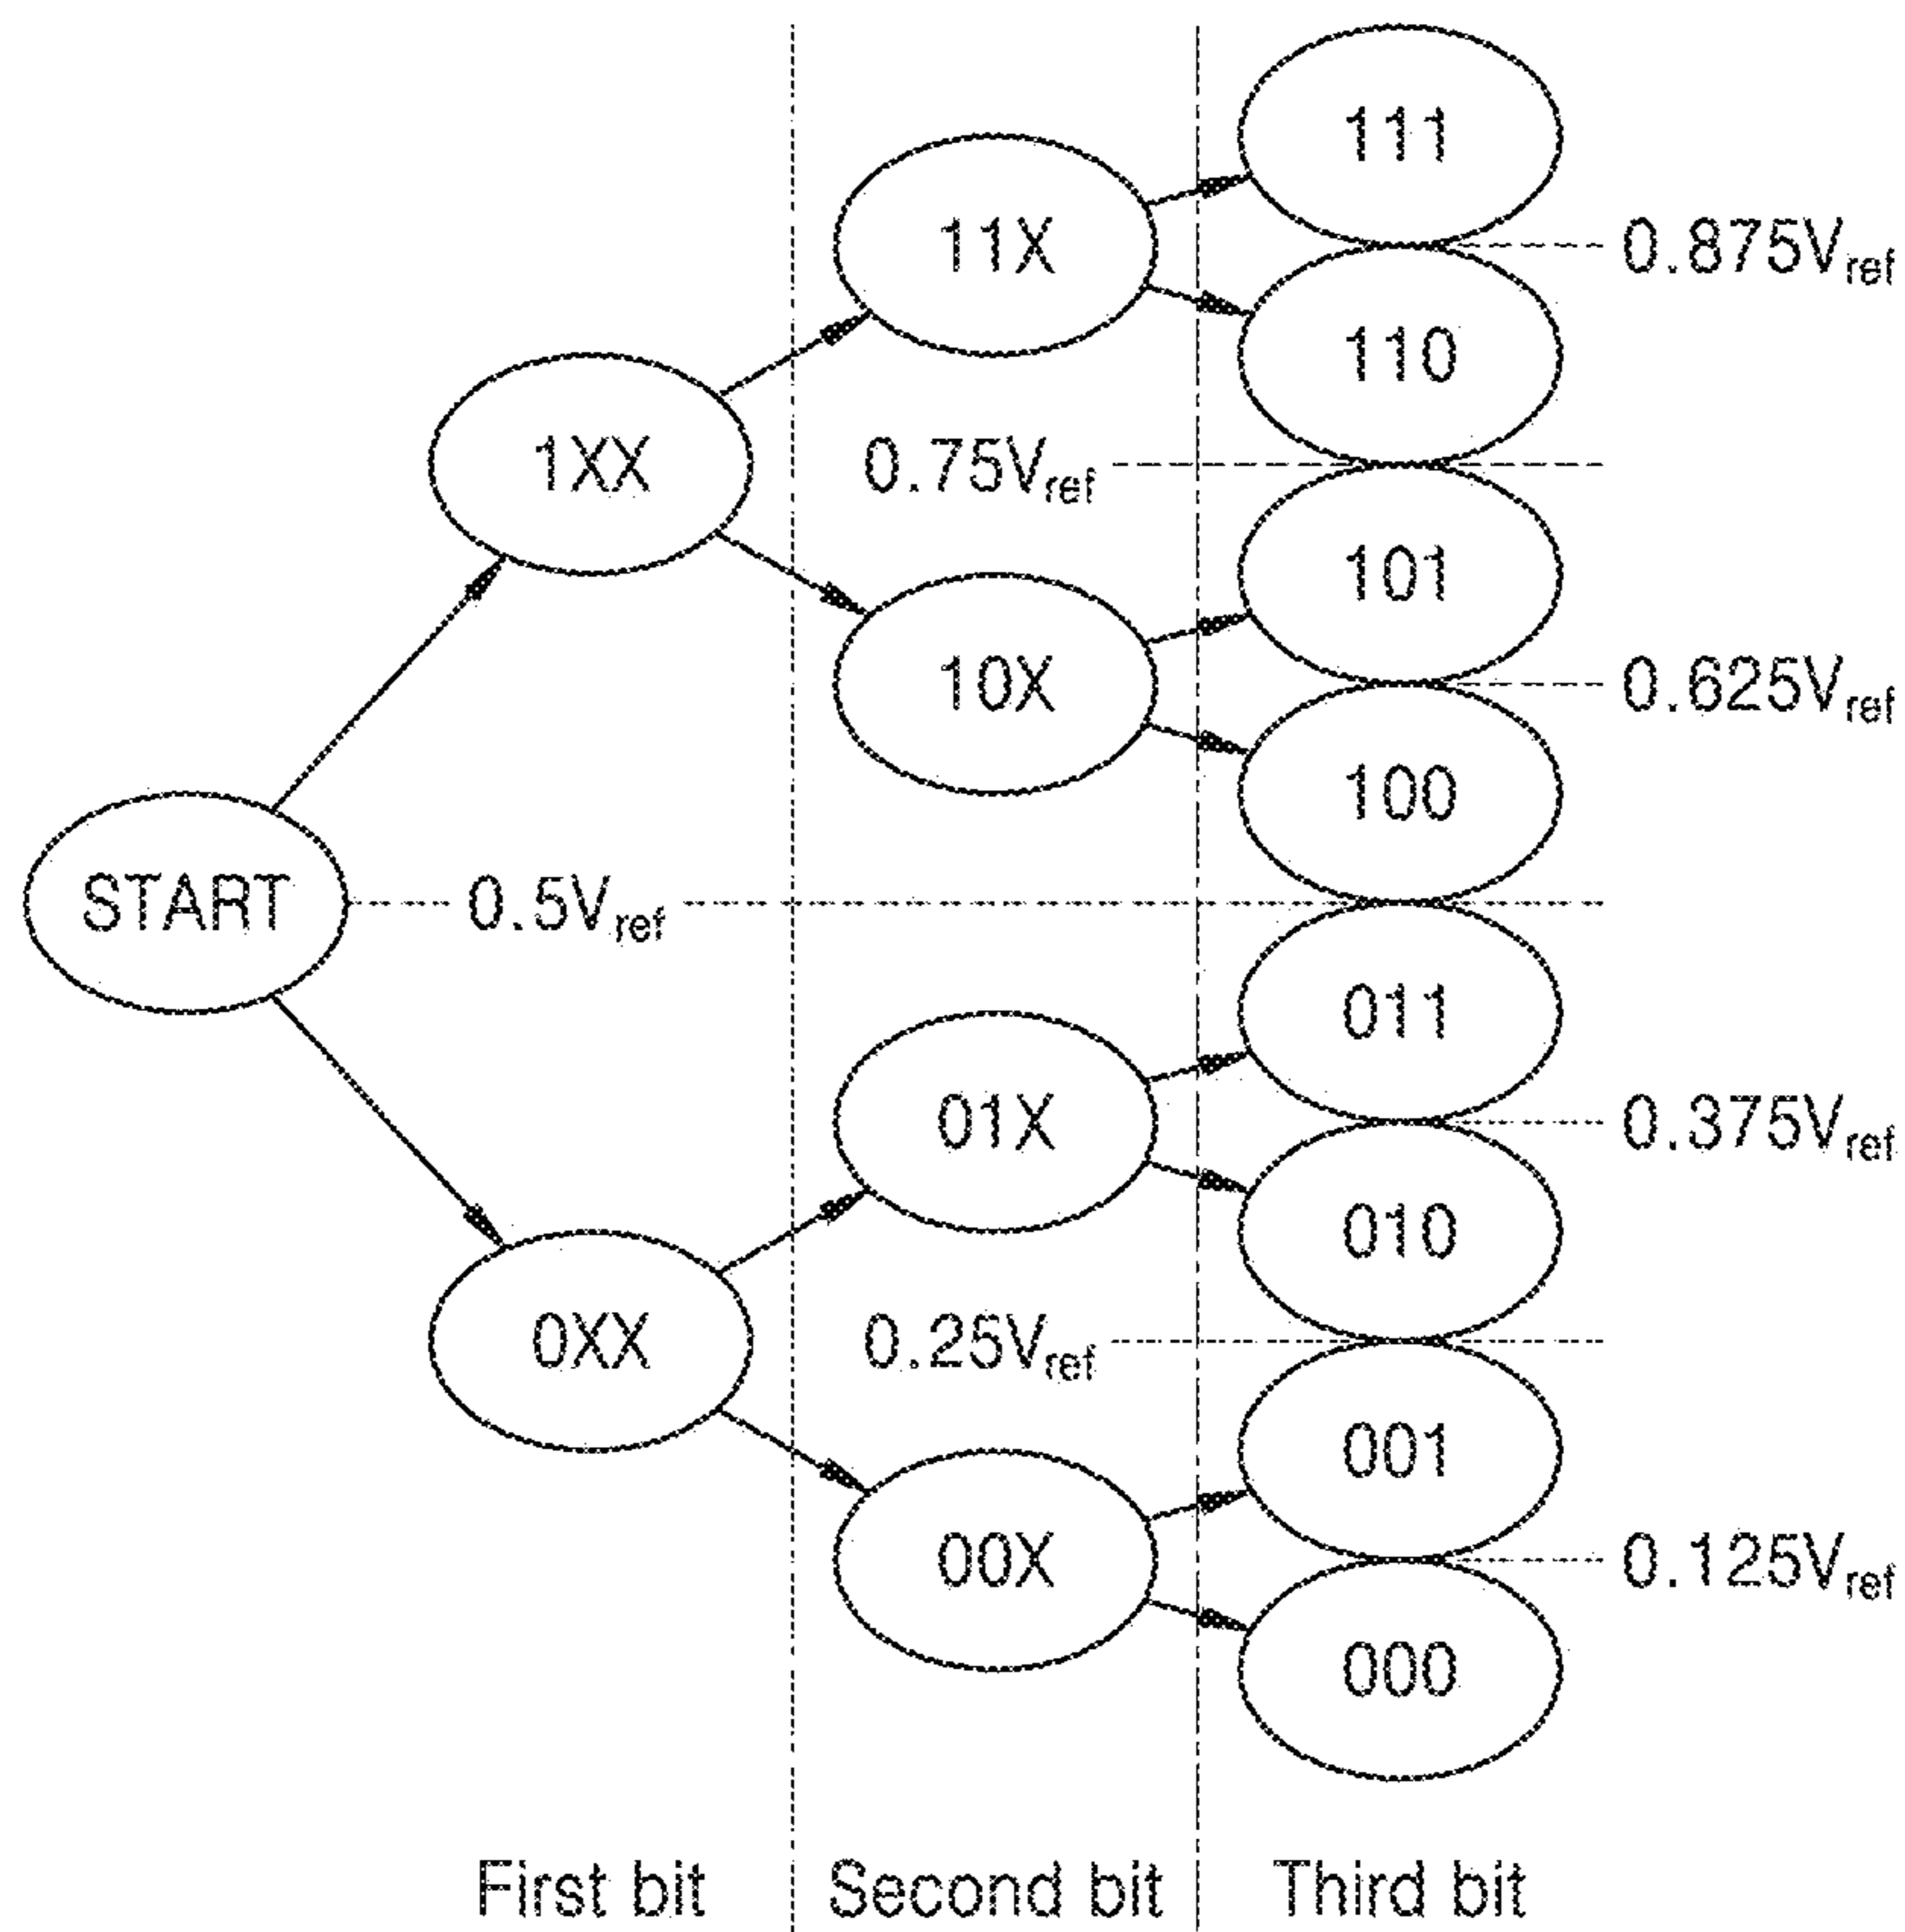 111
11X
0.875Vref
110
1XX
0.75Vref
101
10X
0.625Vref
100
START
0.5Vref
011
01X
0.375Vref
010
0XX
0.25Vref
001
00X
0.125Vref
000
First bit
Second bit
Third bit